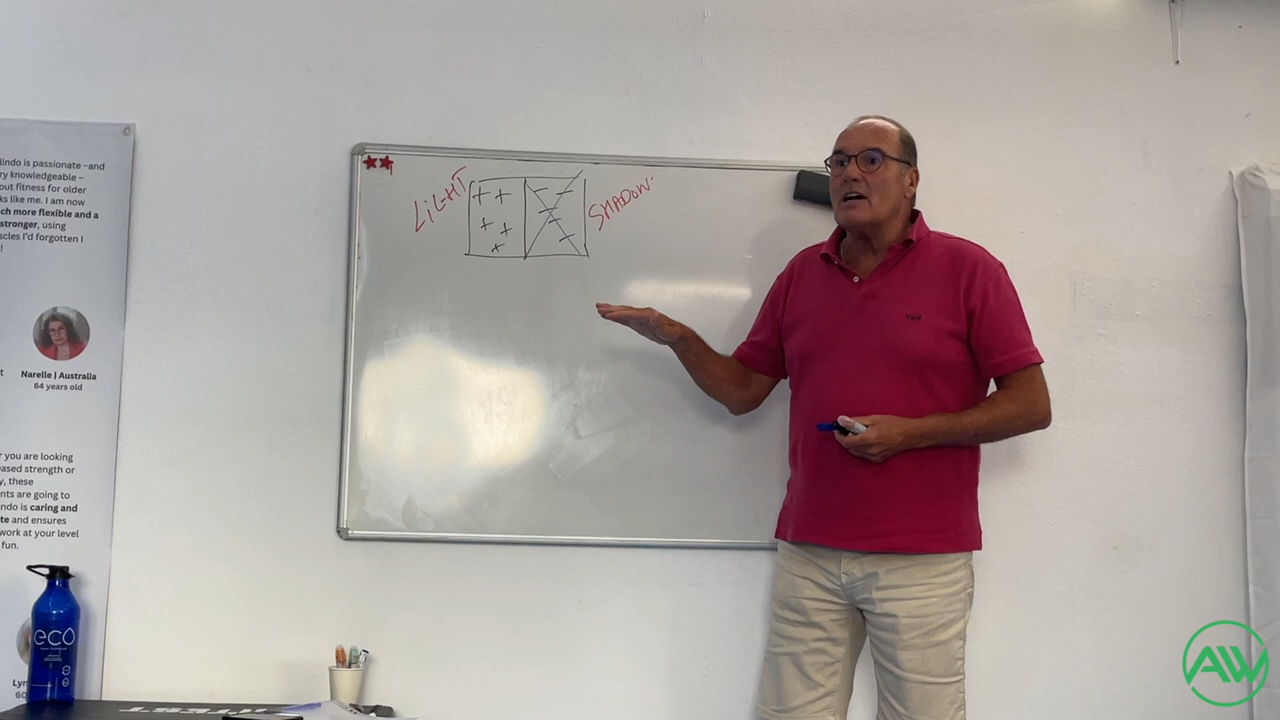 lindo is passionate –and
ry knowledgeable –
out fitness for older
ks like me. I am now
ch more flexible and a
stronger, using
scles I'd forgotten I
!
t
Narelle | Australia
64 years old
r you are looking
ased strength or
y, these
nts are going to
ndo is caring and
te and ensures
work at your level
fun.
Lyn
60
eco
LIGHT
SHADOW.
AW